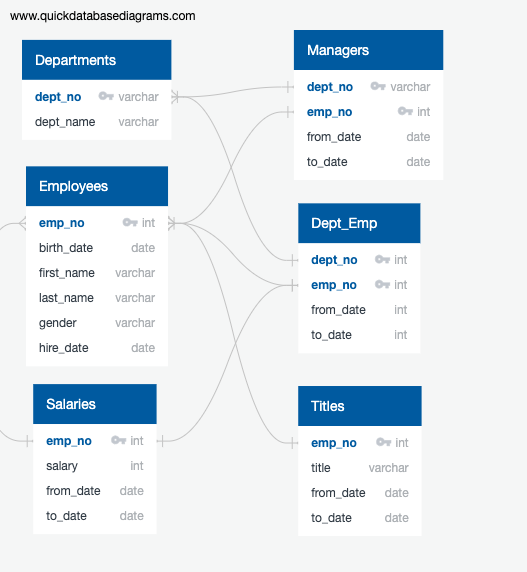 www.quickdatabasediagrams.com
Departments
dept_no varchar
dept_name varchar
Managers
dept_no varchar
emp_no int
from_date date
to_date date
Employees
emp_no int
birth_date date
first_name varchar
last_name varchar
gender varchar
hire_date date
Dept_Emp
dept_no int
emp_no int
from_date int
to_date int
Salaries
emp_no int
salary int
from_date date
to_date date
Titles
emp_no int
title varchar
from_date date
to_date date